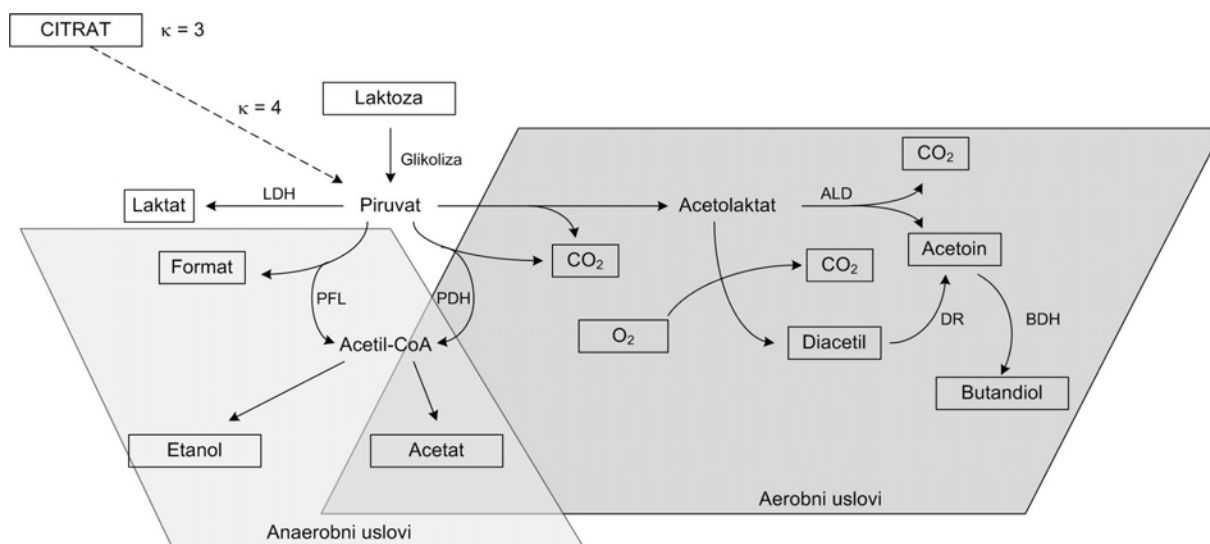 CITRAT
κ = 3
κ = 4
Laktoza
Glikoliza
CO₂
LDH
ALD
Laktat
Piruvat
Acetolaktat
Acetoin
Format
CO₂
CO₂
PFL
PDH
O₂
DR
BDH
Acetil-CoA
Diacetil
Butandiol
Etanol
Acetat
Aerobni uslovi
Anaerobni uslovi